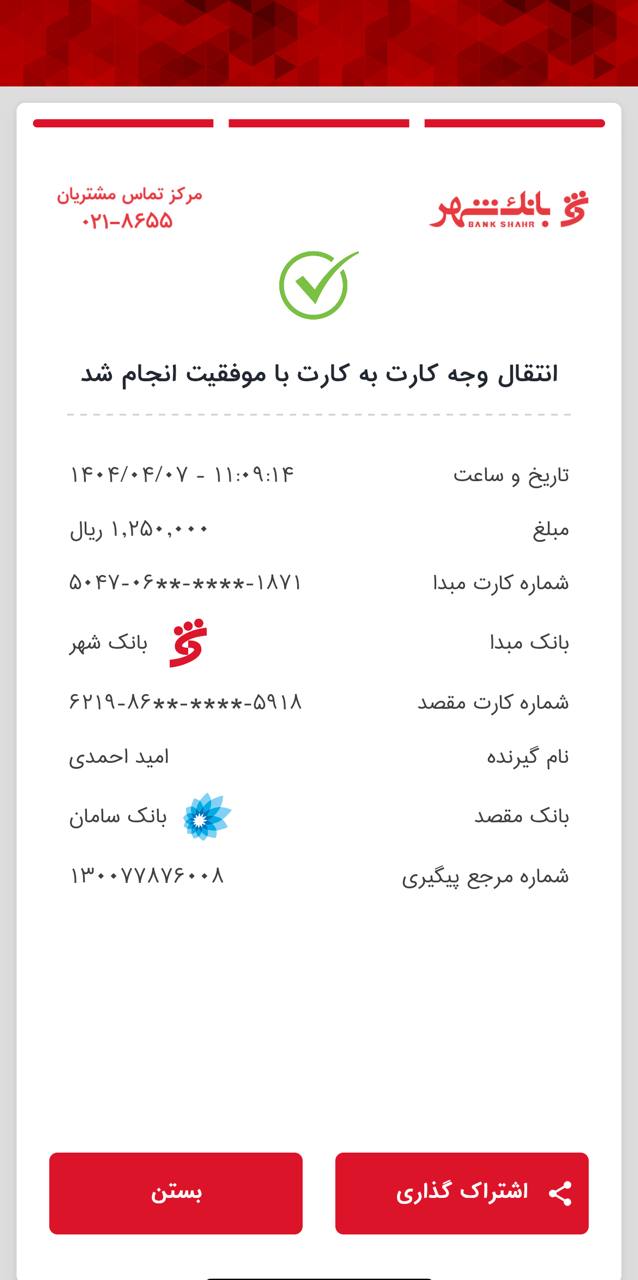 بانک شهر
BANK SHAHR
مرکز تماس مشتریان
۰۲۱-۸۶۵۵
انتقال وجه کارت به کارت با موفقیت انجام شد
تاریخ و ساعت ۱۴۰۴/۰۴/۰۷ - ۱۱:۰۹:۱۴
مبلغ ۱,۲۵۰,۰۰۰ ریال
شماره کارت مبدا ۵۰۴۷-۰۶**-****-۱۸۷۱
بانک مبدا بانک شهر
شماره کارت مقصد ۶۲۱۹-۸۶**-****-۵۹۱۸
نام گیرنده امید احمدی
بانک مقصد بانک سامان
شماره مرجع پیگیری ۱۳۰۰۷۷۸۷۶۰۰۸
اشتراک گذاری
بستن